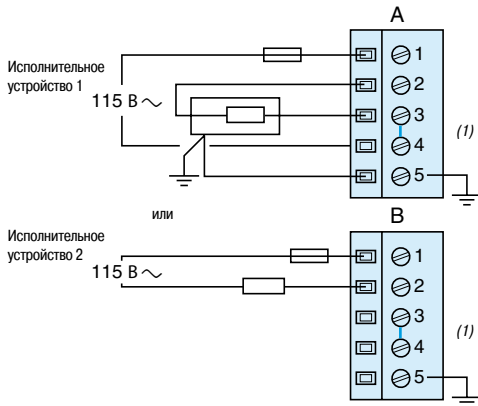 A
1
2
3
4
5
(1)
Исполнительное
устройство 1
115 В ~
или
B
Исполнительное
устройство 2
115 В ~
1
2
3
4
5
(1)